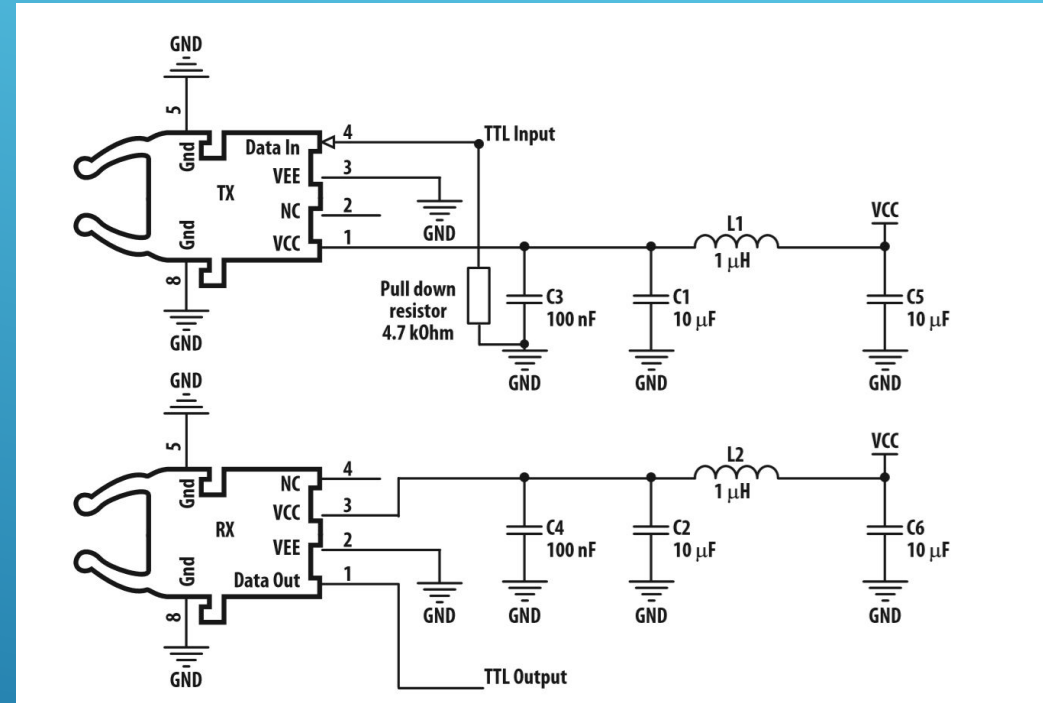 GND
5
Gnd
Data In
4
TTL Input
VEE
3
TX
NC
2
GND
VCC
1
Gnd
8
GND
L1
1 μH
VCC
Pull down
resistor
4.7 kOhm
C3
100 nF
C1
10 μF
C5
10 μF
GND
GND
GND
GND
5
Gnd
NC
4
VCC
3
RX
VEE
2
Data Out
1
Gnd
8
GND
GND
L2
1 μH
VCC
C4
100 nF
C2
10 μF
C6
10 μF
GND
GND
GND
TTL Output